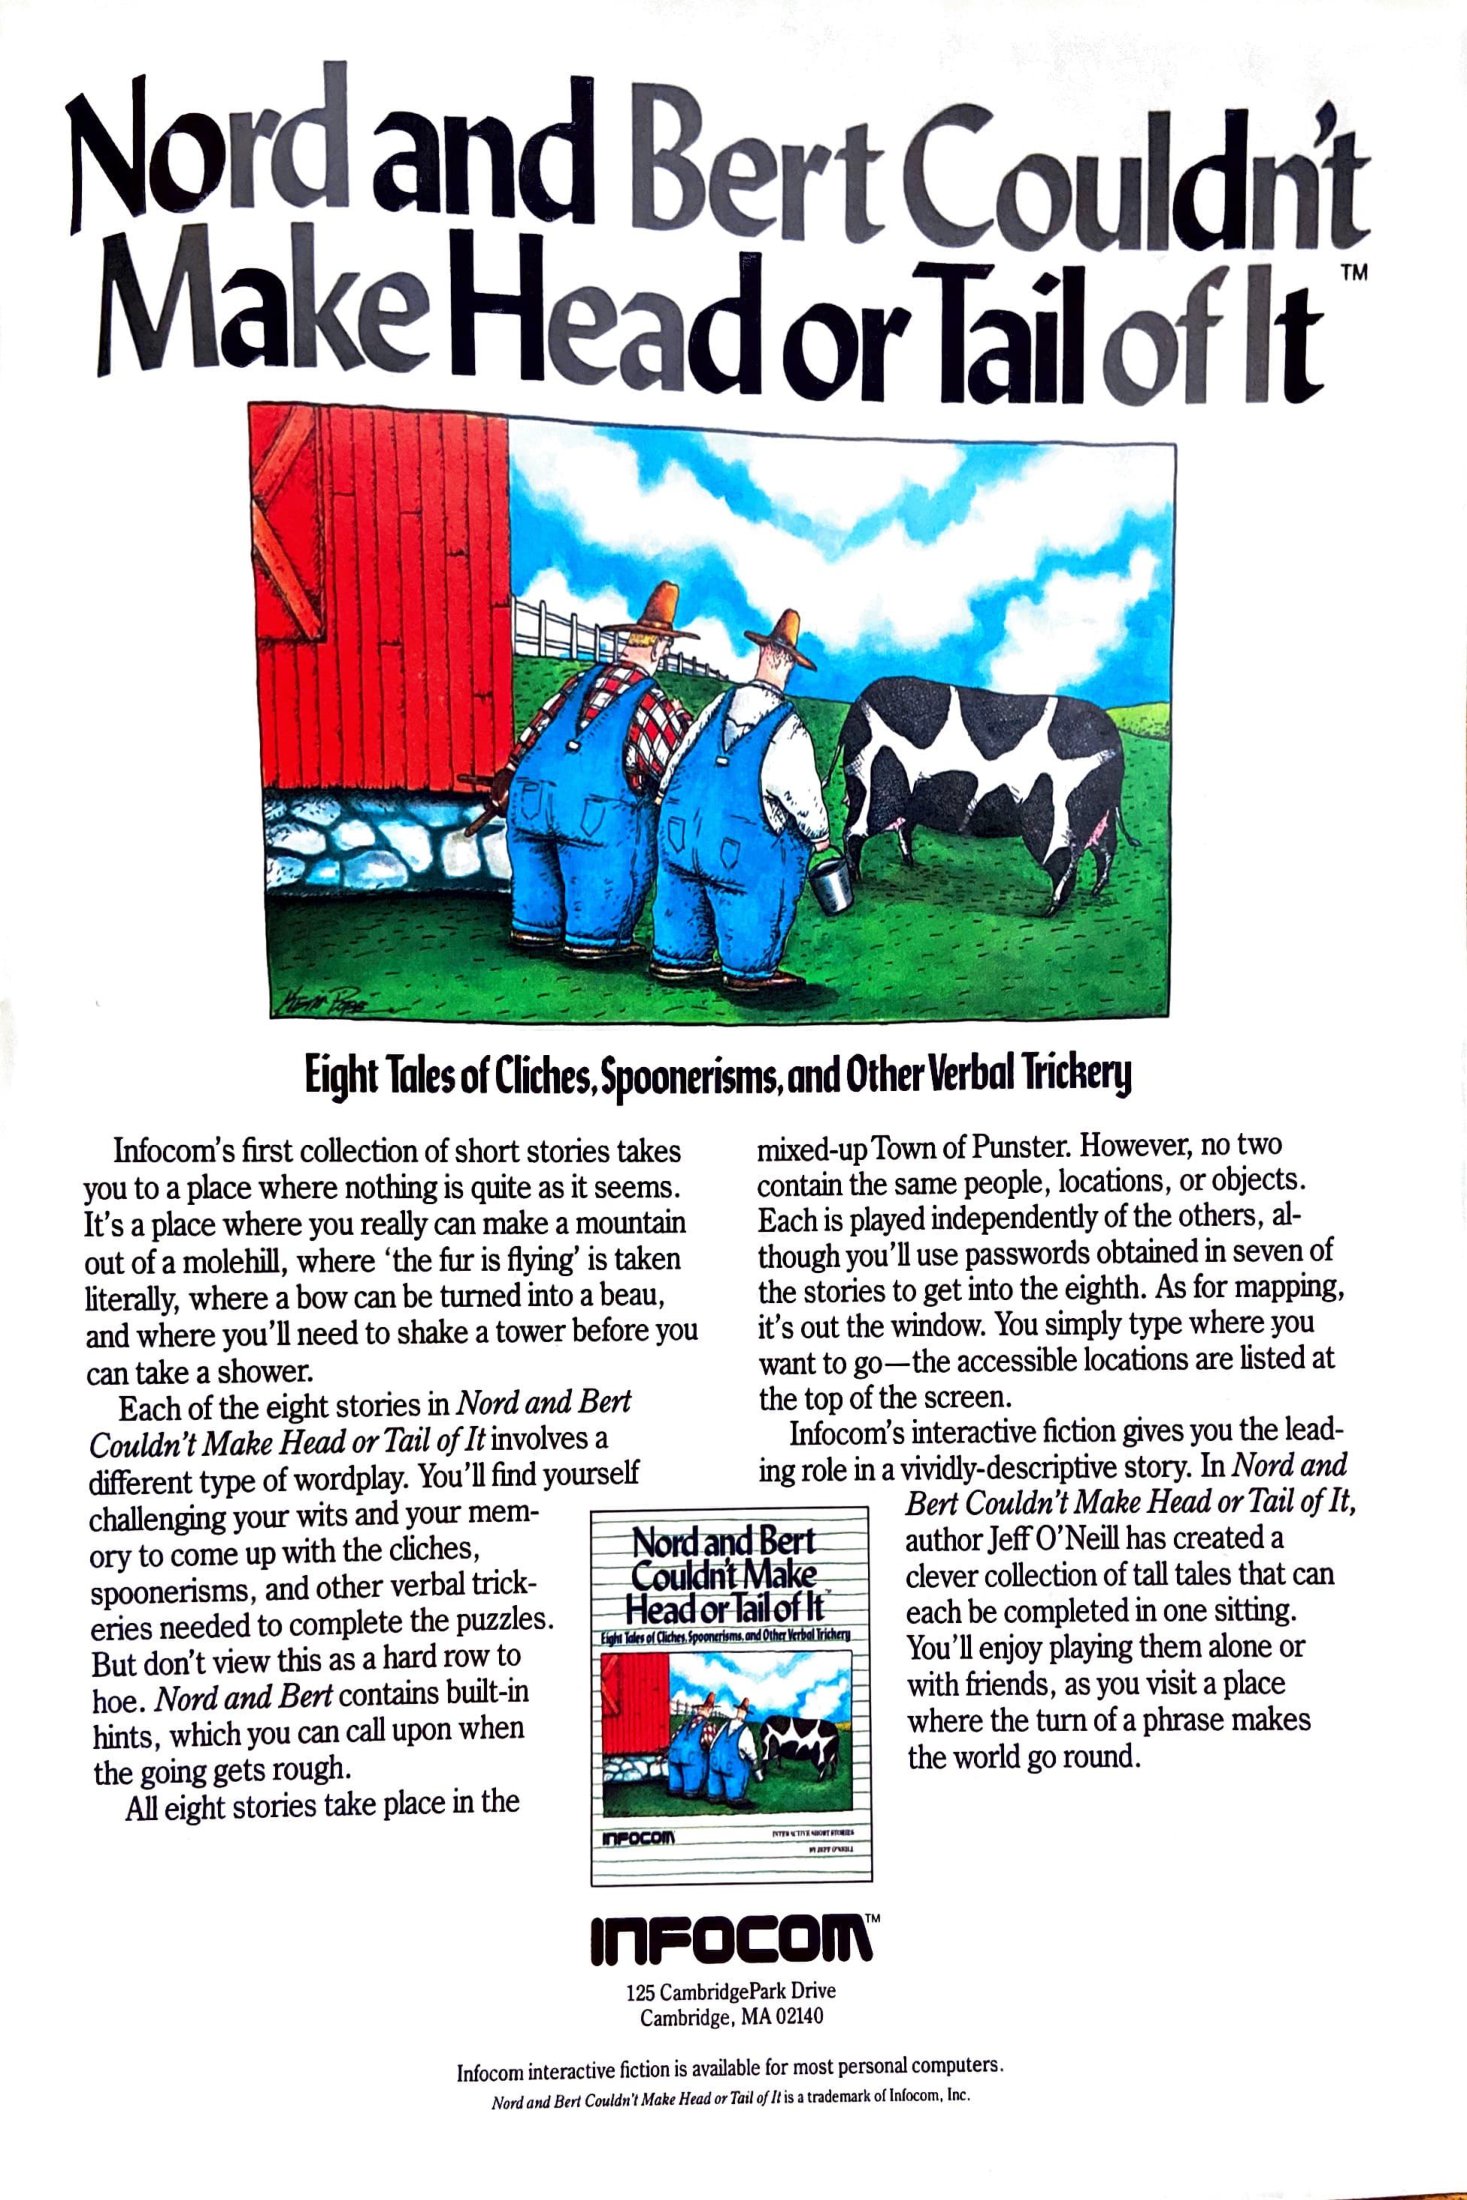 Nord and Bert Couldn't
Make Head or Tail of It™
Eight Tales of Cliches, Spoonerisms, and Other Verbal Trickery
Infocom's first collection of short stories takes
you to a place where nothing is quite as it seems.
It's a place where you really can make a mountain
out of a molehill, where ‘the fur is flying’ is taken
literally, where a bow can be turned into a beau,
and where you'll need to shake a tower before you
can take a shower.
Each of the eight stories in Nord and Bert
Couldn't Make Head or Tail of It involves a
different type of wordplay. You'll find yourself
challenging your wits and your mem-
ory to come up with the cliches,
spoonerisms, and other verbal trick-
eries needed to complete the puzzles.
But don't view this as a hard row to
hoe. Nord and Bert contains built-in
hints, which you can call upon when
the going gets rough.
All eight stories take place in the
mixed-up Town of Punster. However, no two
contain the same people, locations, or objects.
Each is played independently of the others, al-
though you'll use passwords obtained in seven of
the stories to get into the eighth. As for mapping,
it's out the window. You simply type where you
want to go—the accessible locations are listed at
the top of the screen.
Infocom's interactive fiction gives you the lead-
ing role in a vividly-descriptive story. In Nord and
Bert Couldn't Make Head or Tail of It,
author Jeff O'Neill has created a
clever collection of tall tales that can
each be completed in one sitting.
You'll enjoy playing them alone or
with friends, as you visit a place
where the turn of a phrase makes
the world go round.
Nord and Bert
Couldn't Make
Head or Tail of It
Eight Tales of Cliches, Spoonerisms, and Other Verbal Trickery
INFOCOM
INTERACTIVE SHORT STORIES
BY JEFF O'NEILL
INFOCOM™
125 CambridgePark Drive
Cambridge, MA 02140
Infocom interactive fiction is available for most personal computers.
Nord and Bert Couldn't Make Head or Tail of It is a trademark of Infocom, Inc.